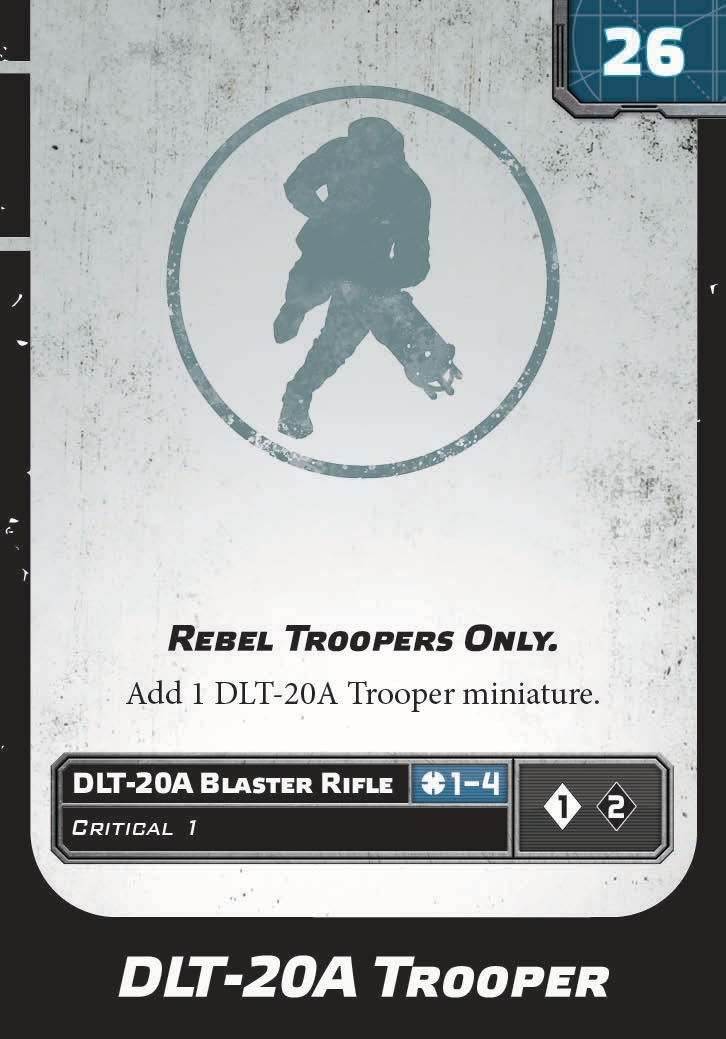 26
REBEL TROOPERS ONLY.
Add 1 DLT-20A Trooper miniature.
DLT-20A BLASTER RIFLE 1-4
CRITICAL 1
1 2
DLT-20A TROOPER